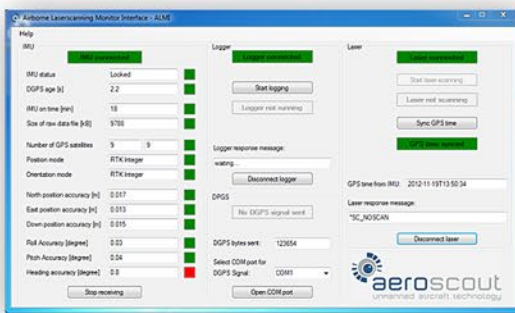 Airborne Laserscanning Monitor Interface - ALMI
Help
IMU
IMU connected
IMU status Locked
DGPS age [s] 2.2
IMU on time [min] 18
Size of raw data file [kB] 9788
Number of GPS satellites 9 9
Position mode RTK Integer
Orientation mode RTK Integer
North position accuracy [m] 0.017
East position accuracy [m] 0.013
Down position accuracy [m] 0.015
Roll Accuracy [degree] 0.03
Pitch Accuracy [degree] 0.04
Heading accuracy [degree] 0.8
Stop receiving
Logger
Logger connected
Start logging
Logger not running
Logger response message:
waiting...
Disconnect logger
DPGS
No DGPS signal sent
DGPS bytes sent: 123654
Select COM port for
DGPS Signal: COM1
Open COM port
Laser
Laser connected
Start laser scanning
Laser not scanning
Sync GPS time
GPS time synced
GPS time from IMU: 2012-11-19T13:50:34
Laser response message:
*SC_NOSCAN
Disconnect laser
aeroscout
unmanned aircraft technology